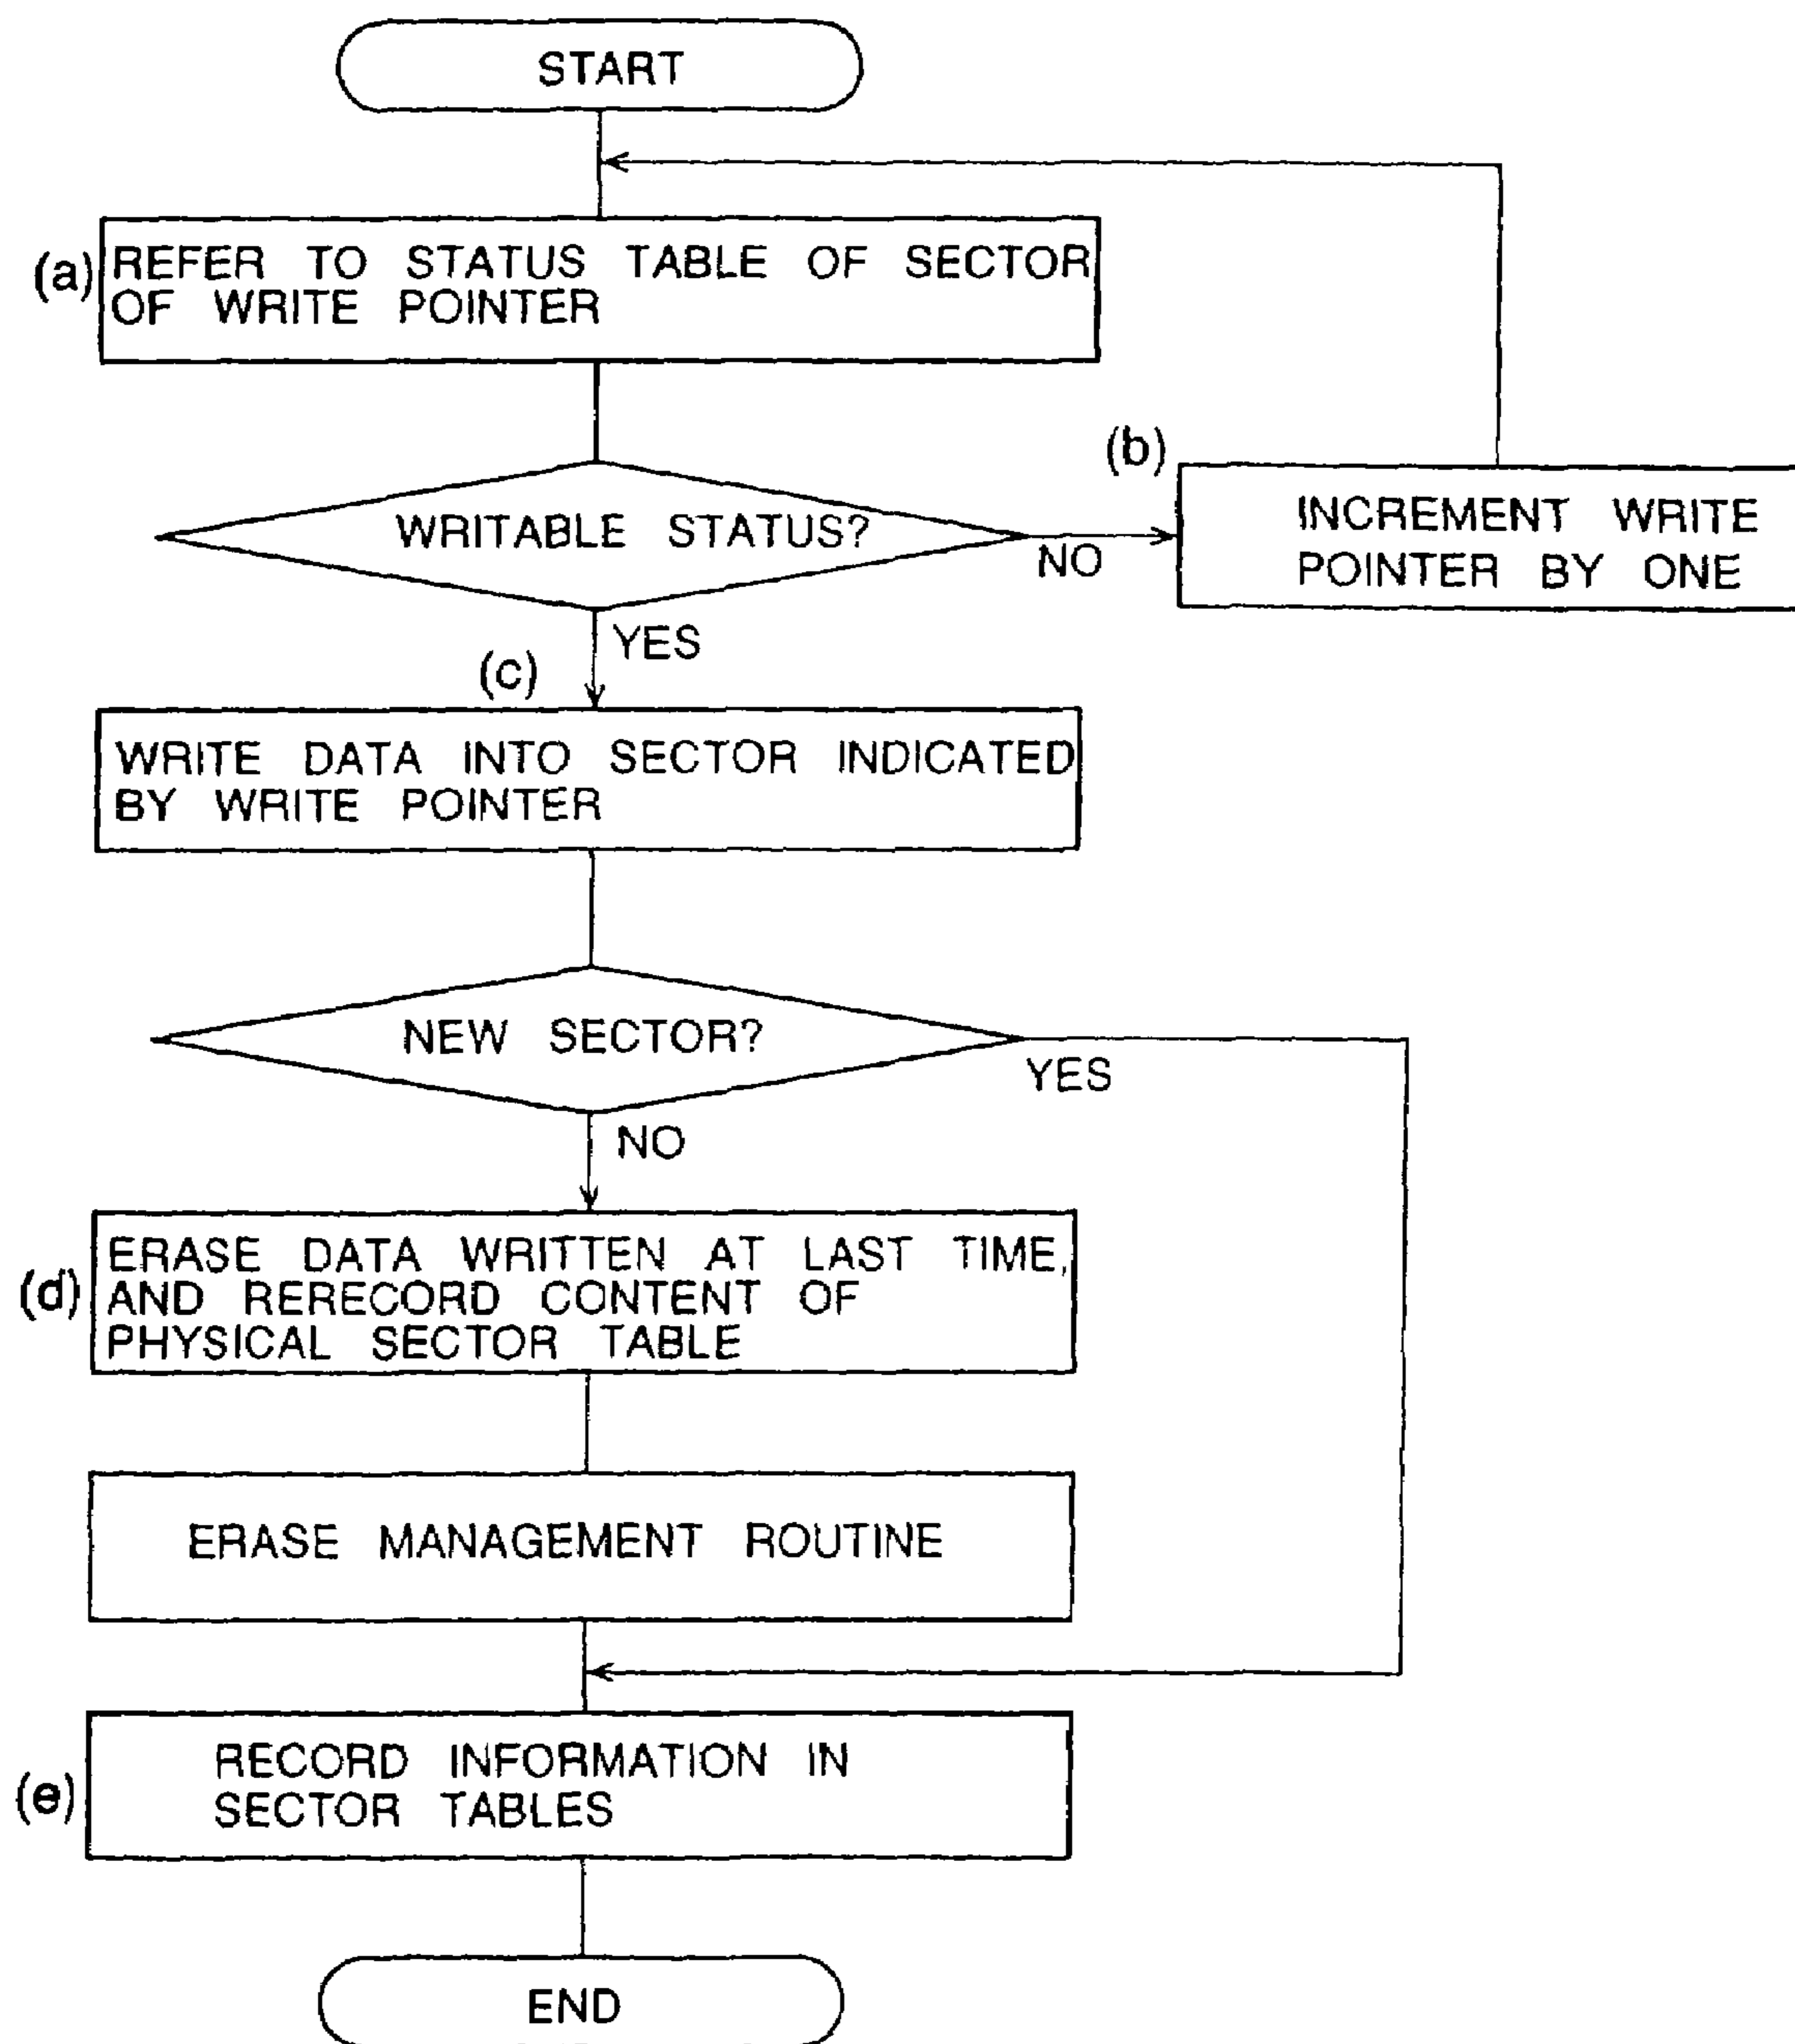 START
(a)
REFER TO STATUS TABLE OF SECTOR
OF WRITE POINTER
WRITABLE STATUS?
NO
(b)
INCREMENT WRITE
POINTER BY ONE
YES
(c)
WRITE DATA INTO SECTOR INDICATED
BY WRITE POINTER
NEW SECTOR?
YES
NO
(d)
ERASE DATA WRITTEN AT LAST TIME,
AND RERECORD CONTENT OF
PHYSICAL SECTOR TABLE
ERASE MANAGEMENT ROUTINE
(e)
RECORD INFORMATION IN
SECTOR TABLES
END